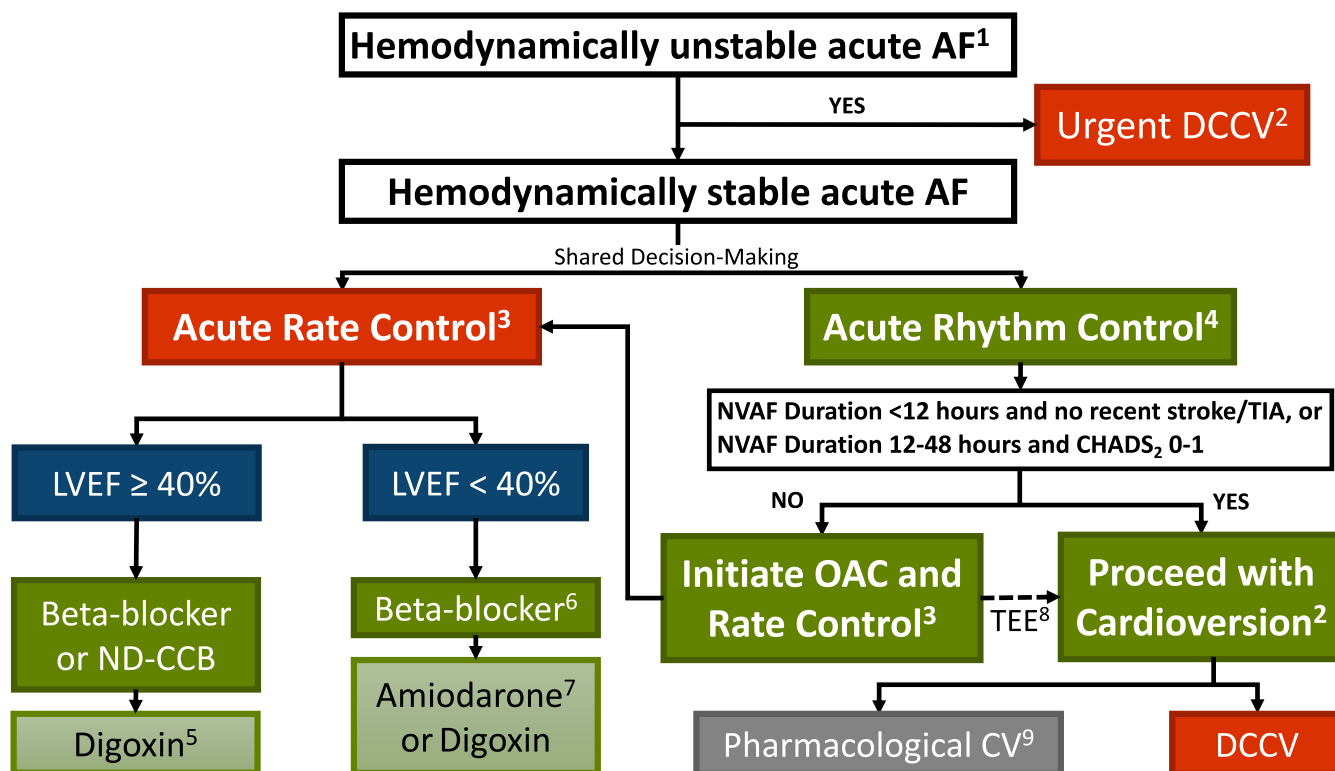 Hemodynamically unstable acute AF¹
YES
Urgent DCCV²
Hemodynamically stable acute AF
Shared Decision-Making
Acute Rate Control³
Acute Rhythm Control⁴
NVAF Duration <12 hours and no recent stroke/TIA, or
NVAF Duration 12-48 hours and CHADS₂ 0-1
LVEF ≥ 40%
LVEF < 40%
NO
YES
Initiate OAC and
Rate Control³
TEE⁸
Proceed with
Cardioversion²
Beta-blocker
or ND-CCB
Beta-blocker⁶
Digoxin⁵
Amiodarone⁷
or Digoxin
Pharmacological CV⁹
DCCV